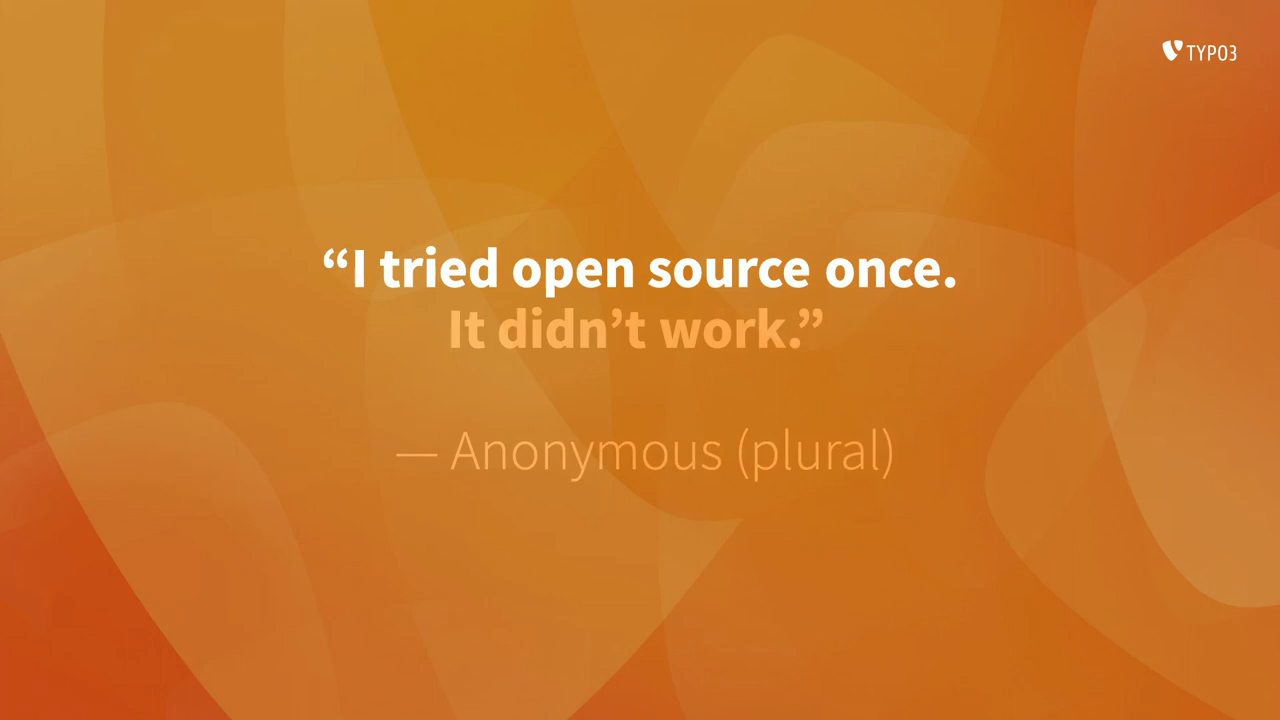 TYPO3
“I tried open source once.
It didn’t work.”
— Anonymous (plural)